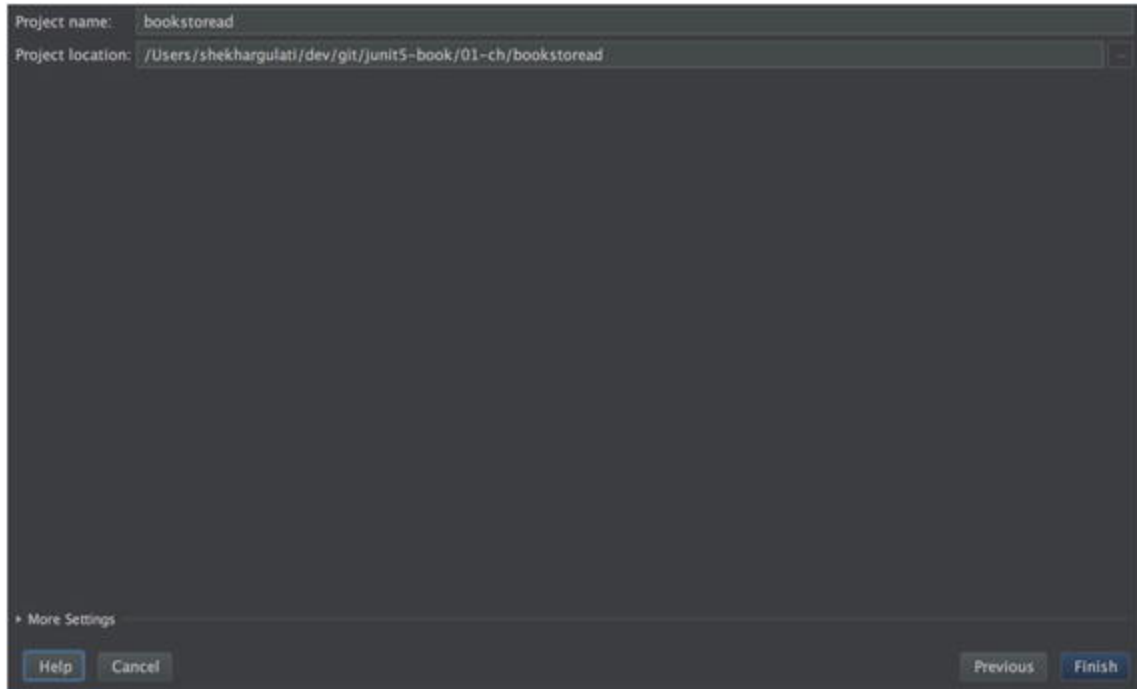 Project name: bookstoread
Project location: /Users/shekhargulati/dev/git/junit5-book/01-ch/bookstoread
More Settings
Help Cancel Previous Finish